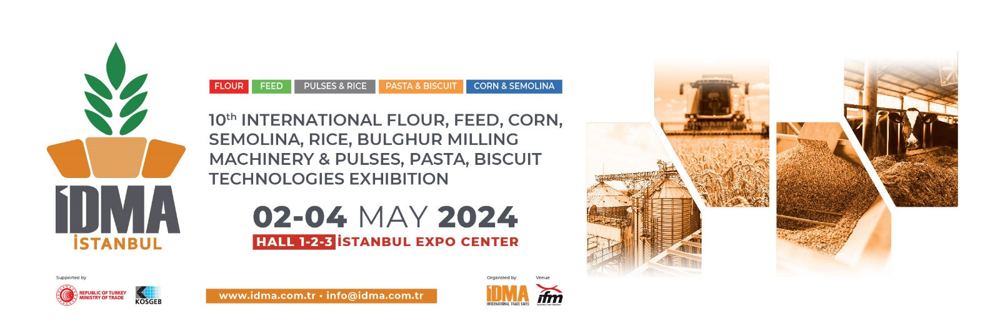 FLOUR FEED PULSES & RICE PASTA & BISCUIT CORN & SEMOLINA
10th INTERNATIONAL FLOUR, FEED, CORN,
SEMOLINA, RICE, BULGHUR MILLING
MACHINERY & PULSES, PASTA, BISCUIT
TECHNOLOGIES EXHIBITION
iDMA
İSTANBUL
02-04 MAY 2024
HALL 1-2-3 İSTANBUL EXPO CENTER
Supported by
REPUBLIC OF TURKEY
MINISTRY OF TRADE
KOSGEB
www.idma.com.tr • info@idma.com.tr
Organized by
iDMA
INTERNATIONAL TRADE FAIRS
Venue
ifm